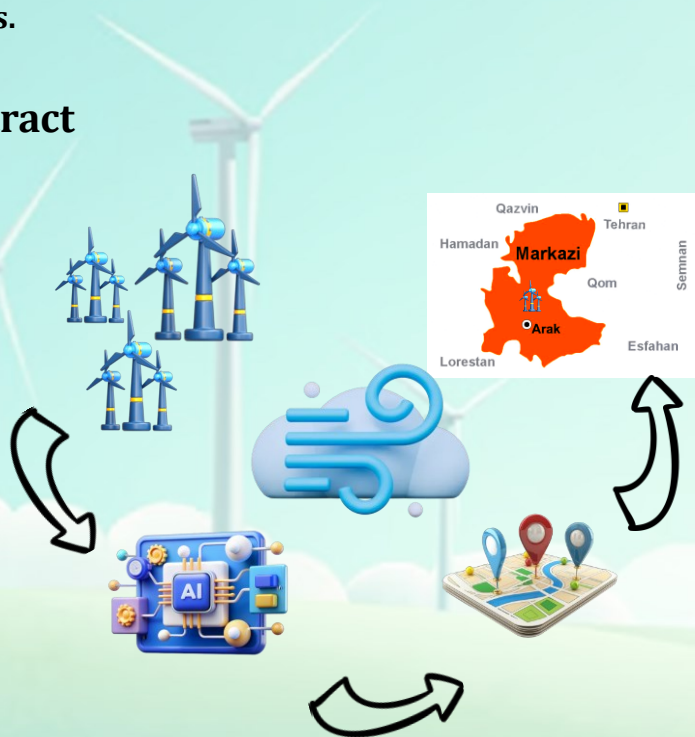 s.
ract
Qazvin
Tehran
Hamadan
Markazi
Semnan
Qom
Arak
Esfahan
Lorestan
AI